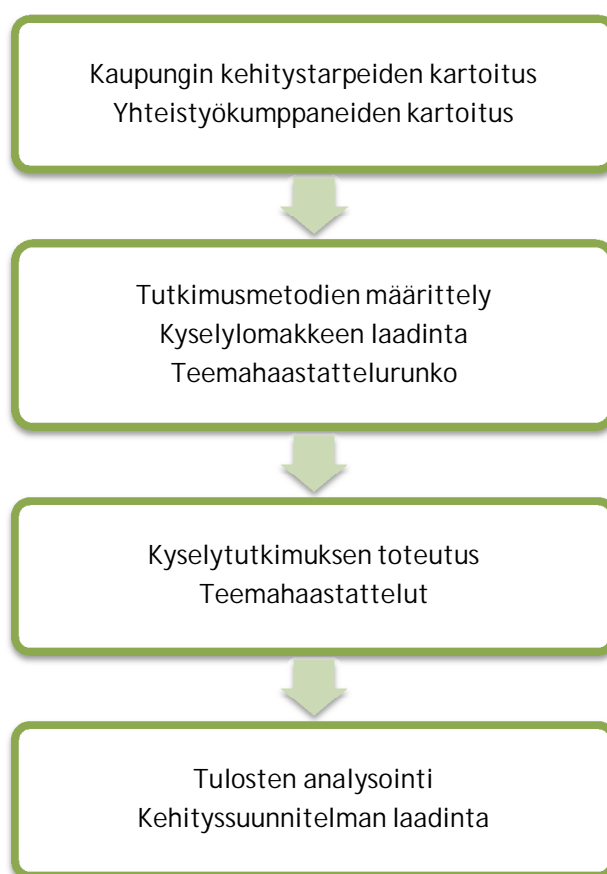 Kaupungin kehitystarpeiden kartoitus
Yhteistyökumppaneiden kartoitus
Tutkimusmetodien määrittely
Kyselylomakkeen laadinta
Teemahaastattelurunko
Kyselytutkimuksen toteutus
Teemahaastattelut
Tulosten analysointi
Kehityssuunnitelman laadinta